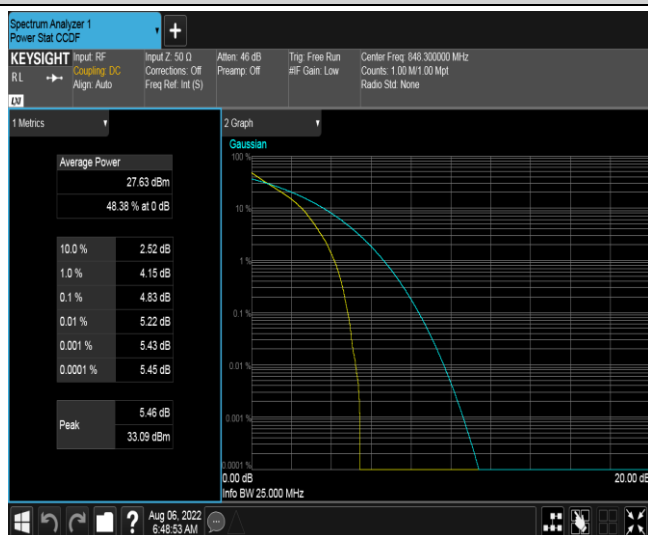 Spectrum Analyzer 1
Power Stat CCDF
KEYSIGHT
RL
LXI
Input: RF
Coupling: DC
Align: Auto
Input Z: 50 Ω
Corrections: Off
Freq Ref: Int (S)
Atten: 46 dB
Preamp: Off
Trig: Free Run
#IF Gain: Low
Center Freq: 848.300000 MHz
Counts: 1.00 M/1.00 Mpt
Radio Std: None
1 Metrics
Average Power
27.63 dBm
48.38 % at 0 dB
10.0 % 2.52 dB
1.0 % 4.15 dB
0.1 % 4.83 dB
0.01 % 5.22 dB
0.001 % 5.43 dB
0.0001 % 5.45 dB
Peak
5.46 dB
33.09 dBm
2 Graph
Gaussian
100 %
10 %
1 %
0.1 %
0.01 %
0.001 %
0.0001 %
0.00 dB
20.00 dB
Info BW 25.000 MHz
Aug 06, 2022
6:48:53 AM